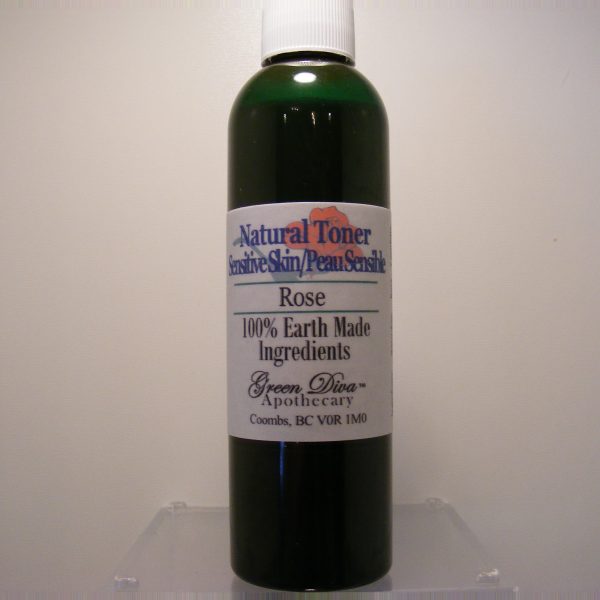 Natural Toner
Sensitive Skin/Peau Sensible
Rose
100% Earth Made
Ingredients
Green Diva™
Apothecary
Coombs, BC V0R 1M0